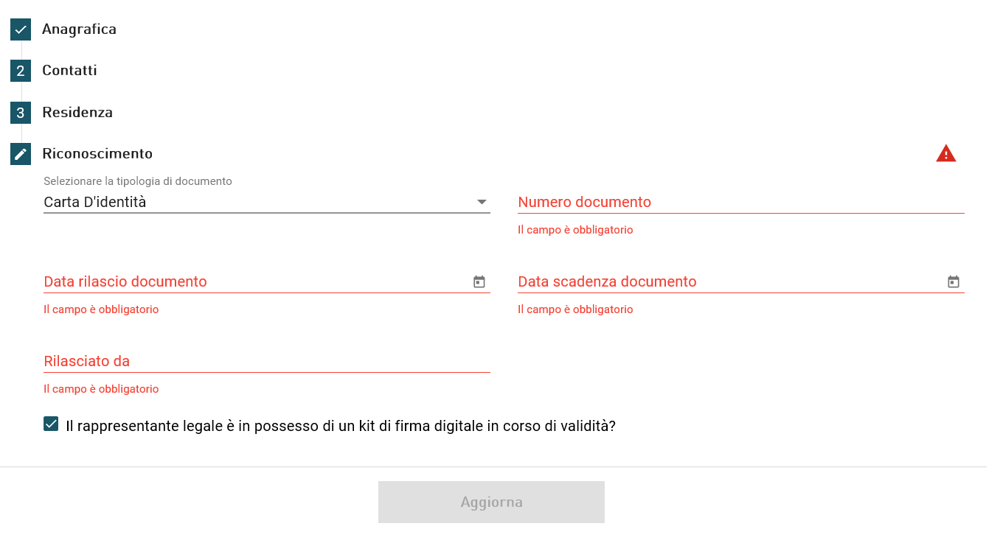 Anagrafica
2 Contatti
3 Residenza
Riconoscimento
Selezionare la tipologia di documento
Carta D'identità
Numero documento
Il campo è obbligatorio
Data rilascio documento
Il campo è obbligatorio
Data scadenza documento
Il campo è obbligatorio
Rilasciato da
Il campo è obbligatorio
Il rappresentante legale è in possesso di un kit di firma digitale in corso di validità?
Aggiorna